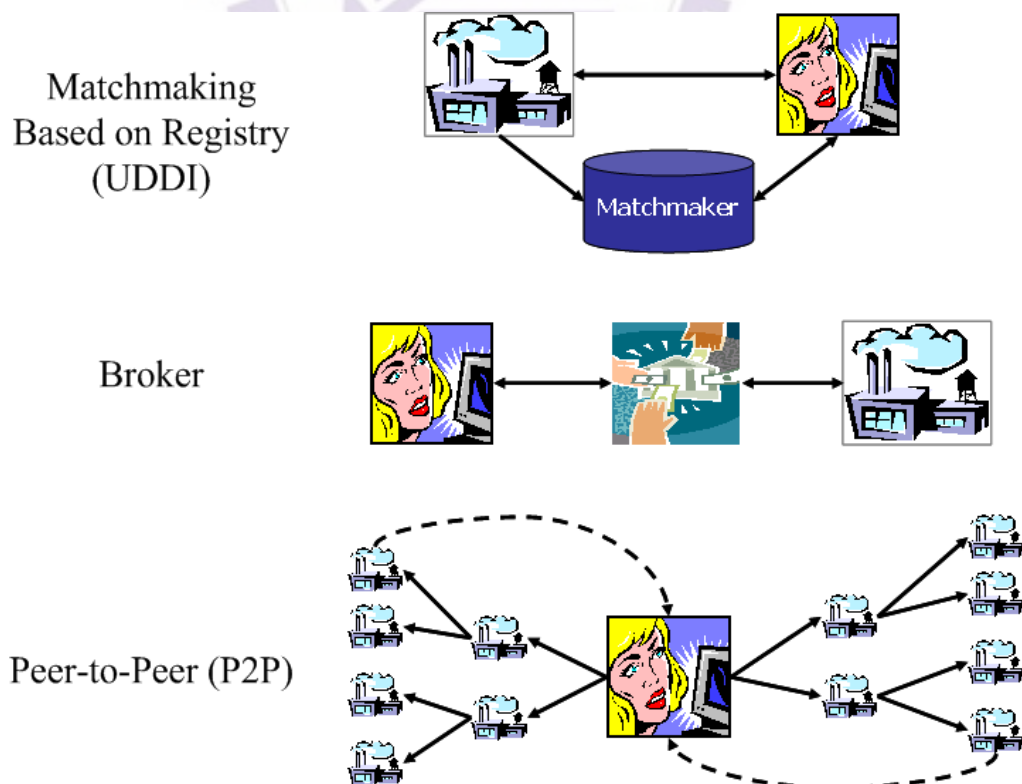 Matchmaking
Based on Registry
(UDDI)
Matchmaker
Broker
Peer-to-Peer (P2P)